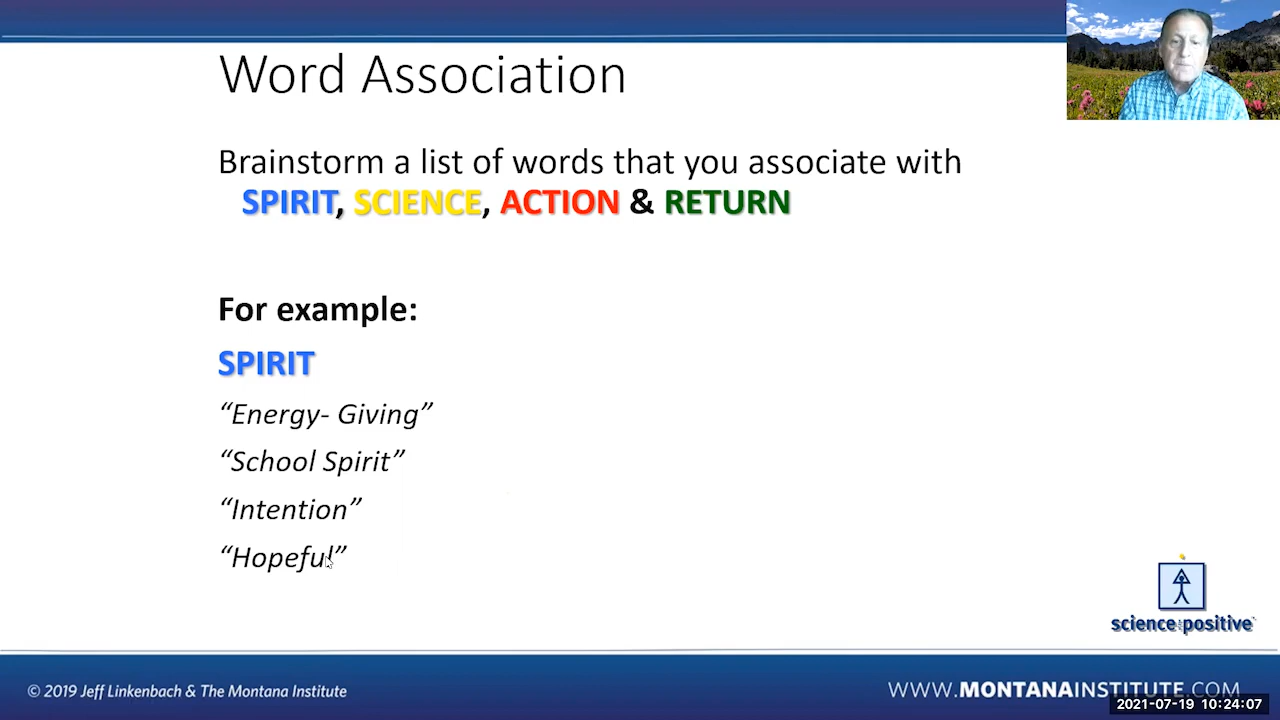 Word Association
Brainstorm a list of words that you associate with
SPIRIT, SCIENCE, ACTION & RETURN
For example:
SPIRIT
“Energy- Giving”
“School Spirit”
“Intention”
“Hopeful”
science of the positive
© 2019 Jeff Linkenbach & The Montana Institute
WWW.MONTANAINSTITUTE.COM
2021-07-19 10:24:07